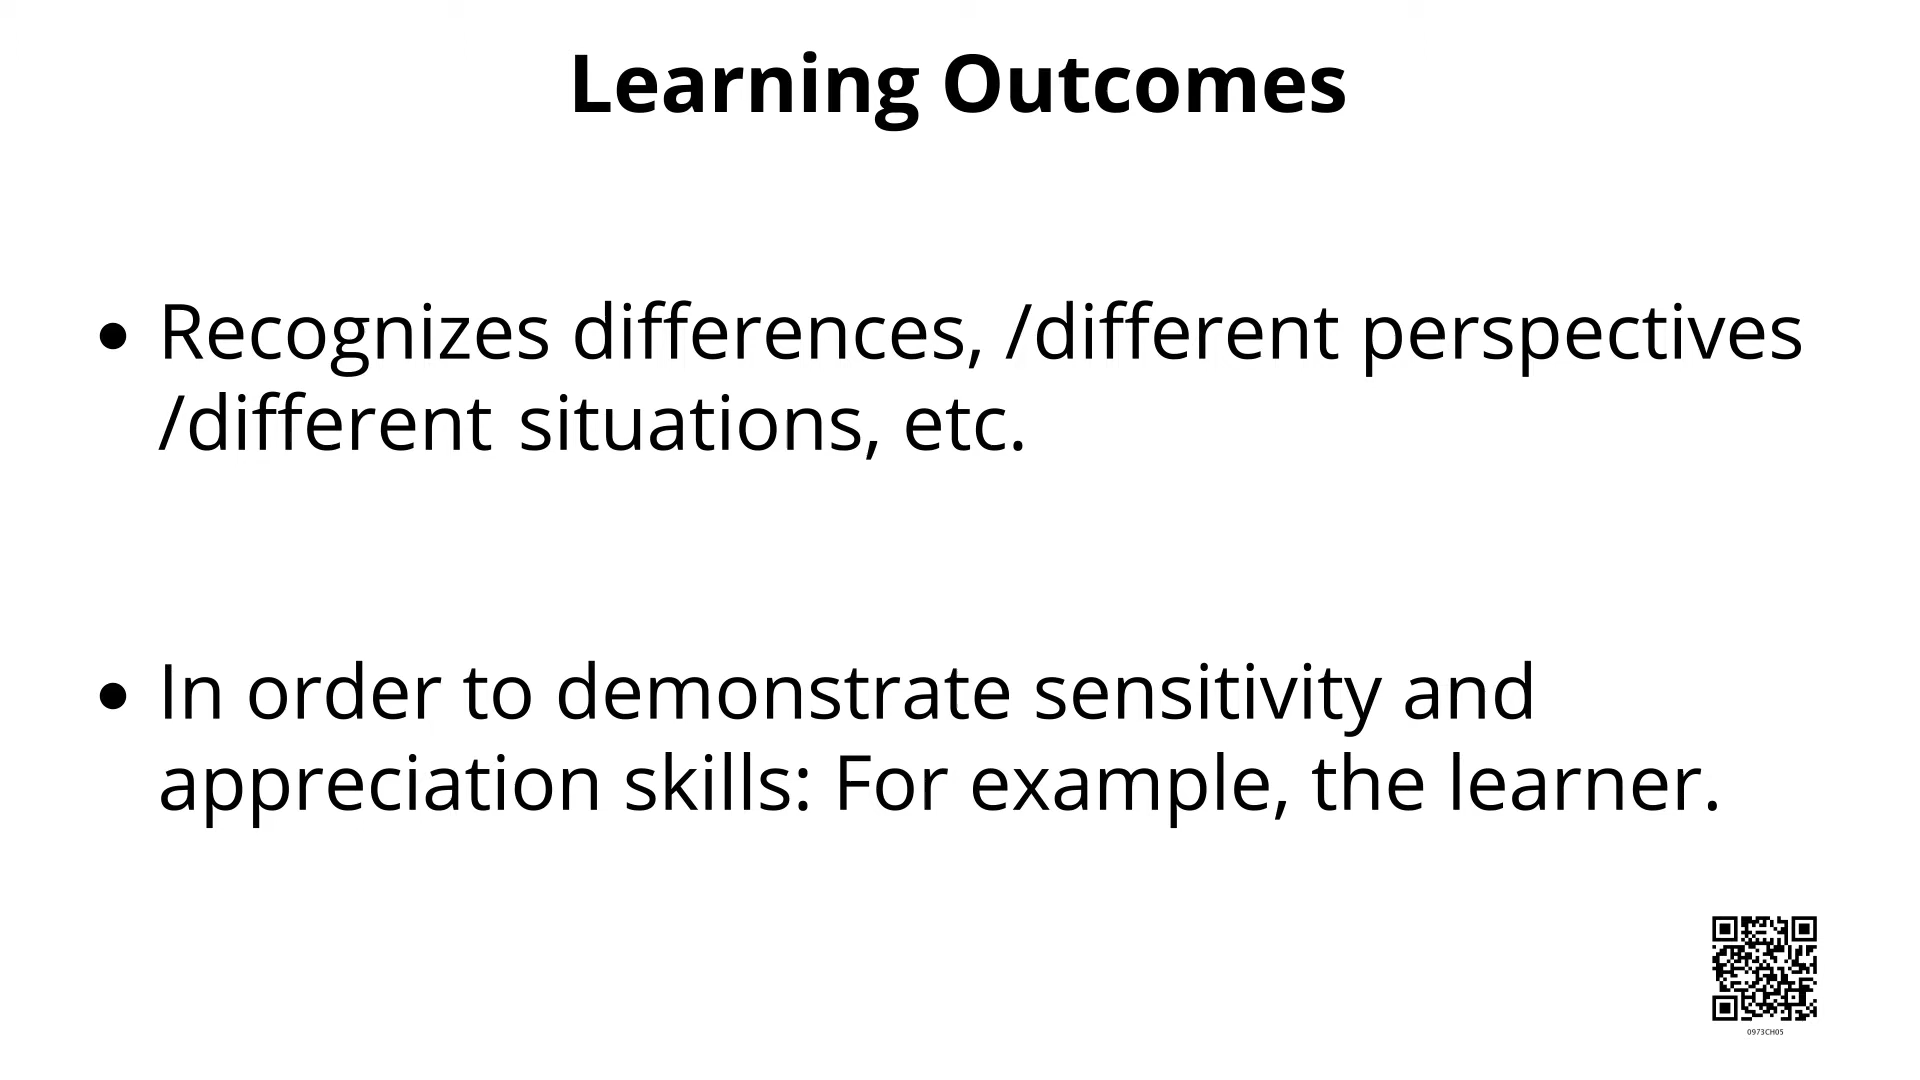 Learning Outcomes
• Recognizes differences, /different perspectives
/different situations, etc.
• In order to demonstrate sensitivity and
appreciation skills: For example, the learner.
0973CH05